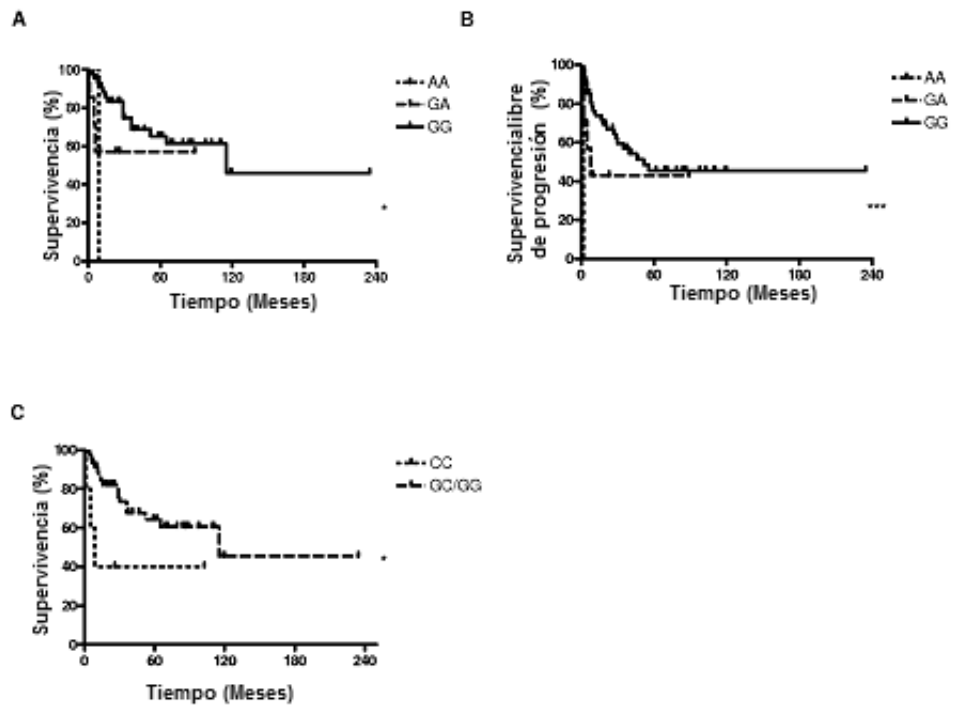 A
Supervivencia (%)
100
80
60
40
20
0
0 60 120 180 240
Tiempo (Meses)
AA
GA
GG
*
B
Supervivencialibre
de progresión (%)
100
80
60
40
20
0
0 60 120 180 240
Tiempo (Meses)
AA
GA
GG
***
C
Supervivencia (%)
100
80
60
40
20
0
0 60 120 180 240
Tiempo (Meses)
CC
GC/GG
*